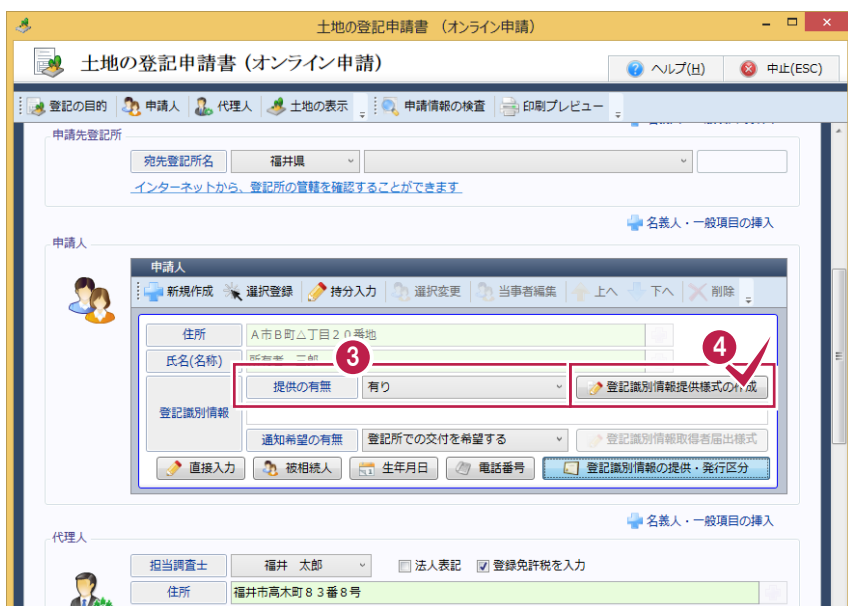 土地の登記申請書 （オンライン申請）
土地の登記申請書（オンライン申請）
ヘルプ(H) 中止(ESC)
登記の目的 申請人 代理人 土地の表示 申請情報の検査 印刷プレビュー
申請先登記所
宛先登記所名 福井県
インターネットから、登記所の管轄を確認することができます
名義人・一般項目の挿入
申請人
申請人
新規作成 選択登録 持分入力 選択変更 当事者編集 上へ 下へ 削除
住所 A市B町△丁目２０番地
氏名(名称) 所有者 三郎
3 4
提供の有無 有り 登記識別情報提供様式の作成
登記識別情報
通知希望の有無 登記所での交付を希望する 登記識別情報取得者届出様式
直接入力 被相続人 生年月日 電話番号 登記識別情報の提供・発行区分
名義人・一般項目の挿入
代理人
担当調査士 福井 太郎 法人表記 登録免許税を入力
住所 福井市高木町８３番８号